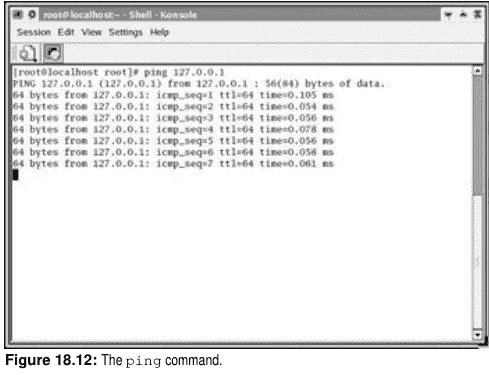 root@localhost:~ - Shell - Konsole
Session Edit View Settings Help
[root@localhost root]# ping 127.0.0.1
PING 127.0.0.1 (127.0.0.1) from 127.0.0.1 : 56(84) bytes of data.
64 bytes from 127.0.0.1: icmp_seq=1 ttl=64 time=0.105 ms
64 bytes from 127.0.0.1: icmp_seq=2 ttl=64 time=0.054 ms
64 bytes from 127.0.0.1: icmp_seq=3 ttl=64 time=0.056 ms
64 bytes from 127.0.0.1: icmp_seq=4 ttl=64 time=0.078 ms
64 bytes from 127.0.0.1: icmp_seq=5 ttl=64 time=0.056 ms
64 bytes from 127.0.0.1: icmp_seq=6 ttl=64 time=0.058 ms
64 bytes from 127.0.0.1: icmp_seq=7 ttl=64 time=0.061 ms
Figure 18.12: The ping command.